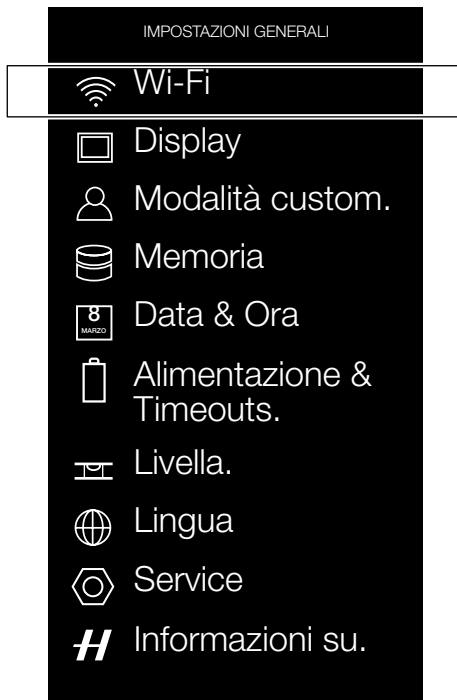 IMPOSTAZIONI GENERALI
Wi-Fi
Display
Modalità custom.
Memoria
8
MARZO
Data & Ora
Alimentazione &
Timeouts.
Livella.
Lingua
Service
H Informazioni su.